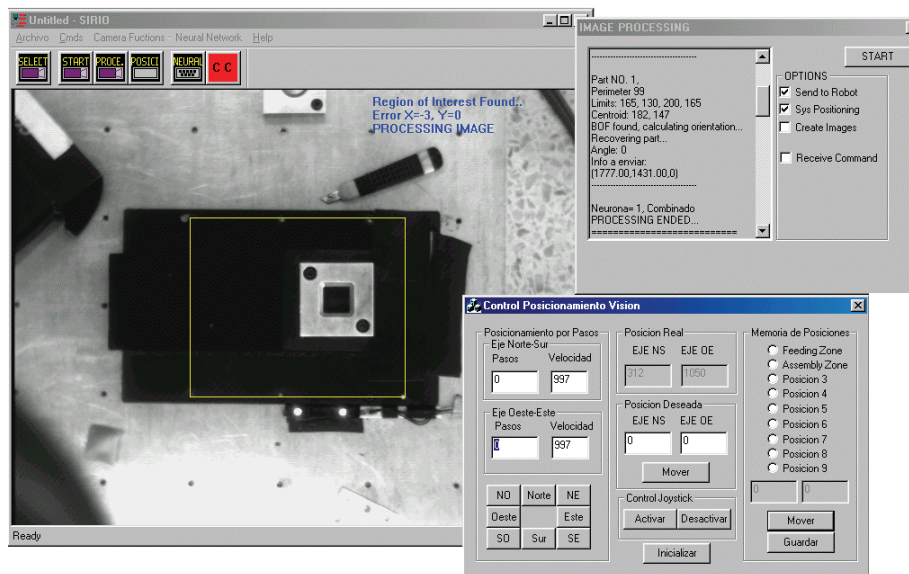 Untitled - SIRIO
Archivo Cmds Camera Fuctions Neural Network Help
SELECT START PROCE. POSICI NEURAL C C
Region of Interest Found..
Error X=-3, Y=0
PROCESSING IMAGE
Ready
IMAGE PROCESSING
----------------------------------------
Part NO. 1,
Perimeter 99
Limits: 165, 130, 200, 165
Centroid: 182, 147
BOF found, calculating orientation...
Recovering part...
Angle: 0
Info a enviar:
(1777.00,1431.00,0)
----------------------------------------
Neurona= 1, Combinado
PROCESSING ENDED...
==========================
START
OPTIONS
Send to Robot
Sys Positioning
Create Images
Receive Command
Control Posicionamiento Vision
Posicionamiento por Pasos
Eje Norte-Sur
Pasos Velocidad
0 997
Eje Oeste-Este
Pasos Velocidad
0 997
NO Norte NE
Oeste Este
SO Sur SE
Posicion Real
EJE NS EJE OE
312 1050
Posicion Deseada
EJE NS EJE OE
0 0
Mover
Control Joystick
Activar Desactivar
Inicializar
Memoria de Posiciones
Feeding Zone
Assembly Zone
Posicion 3
Posicion 4
Posicion 5
Posicion 6
Posicion 7
Posicion 8
Posicion 9
0 0
Mover
Guardar